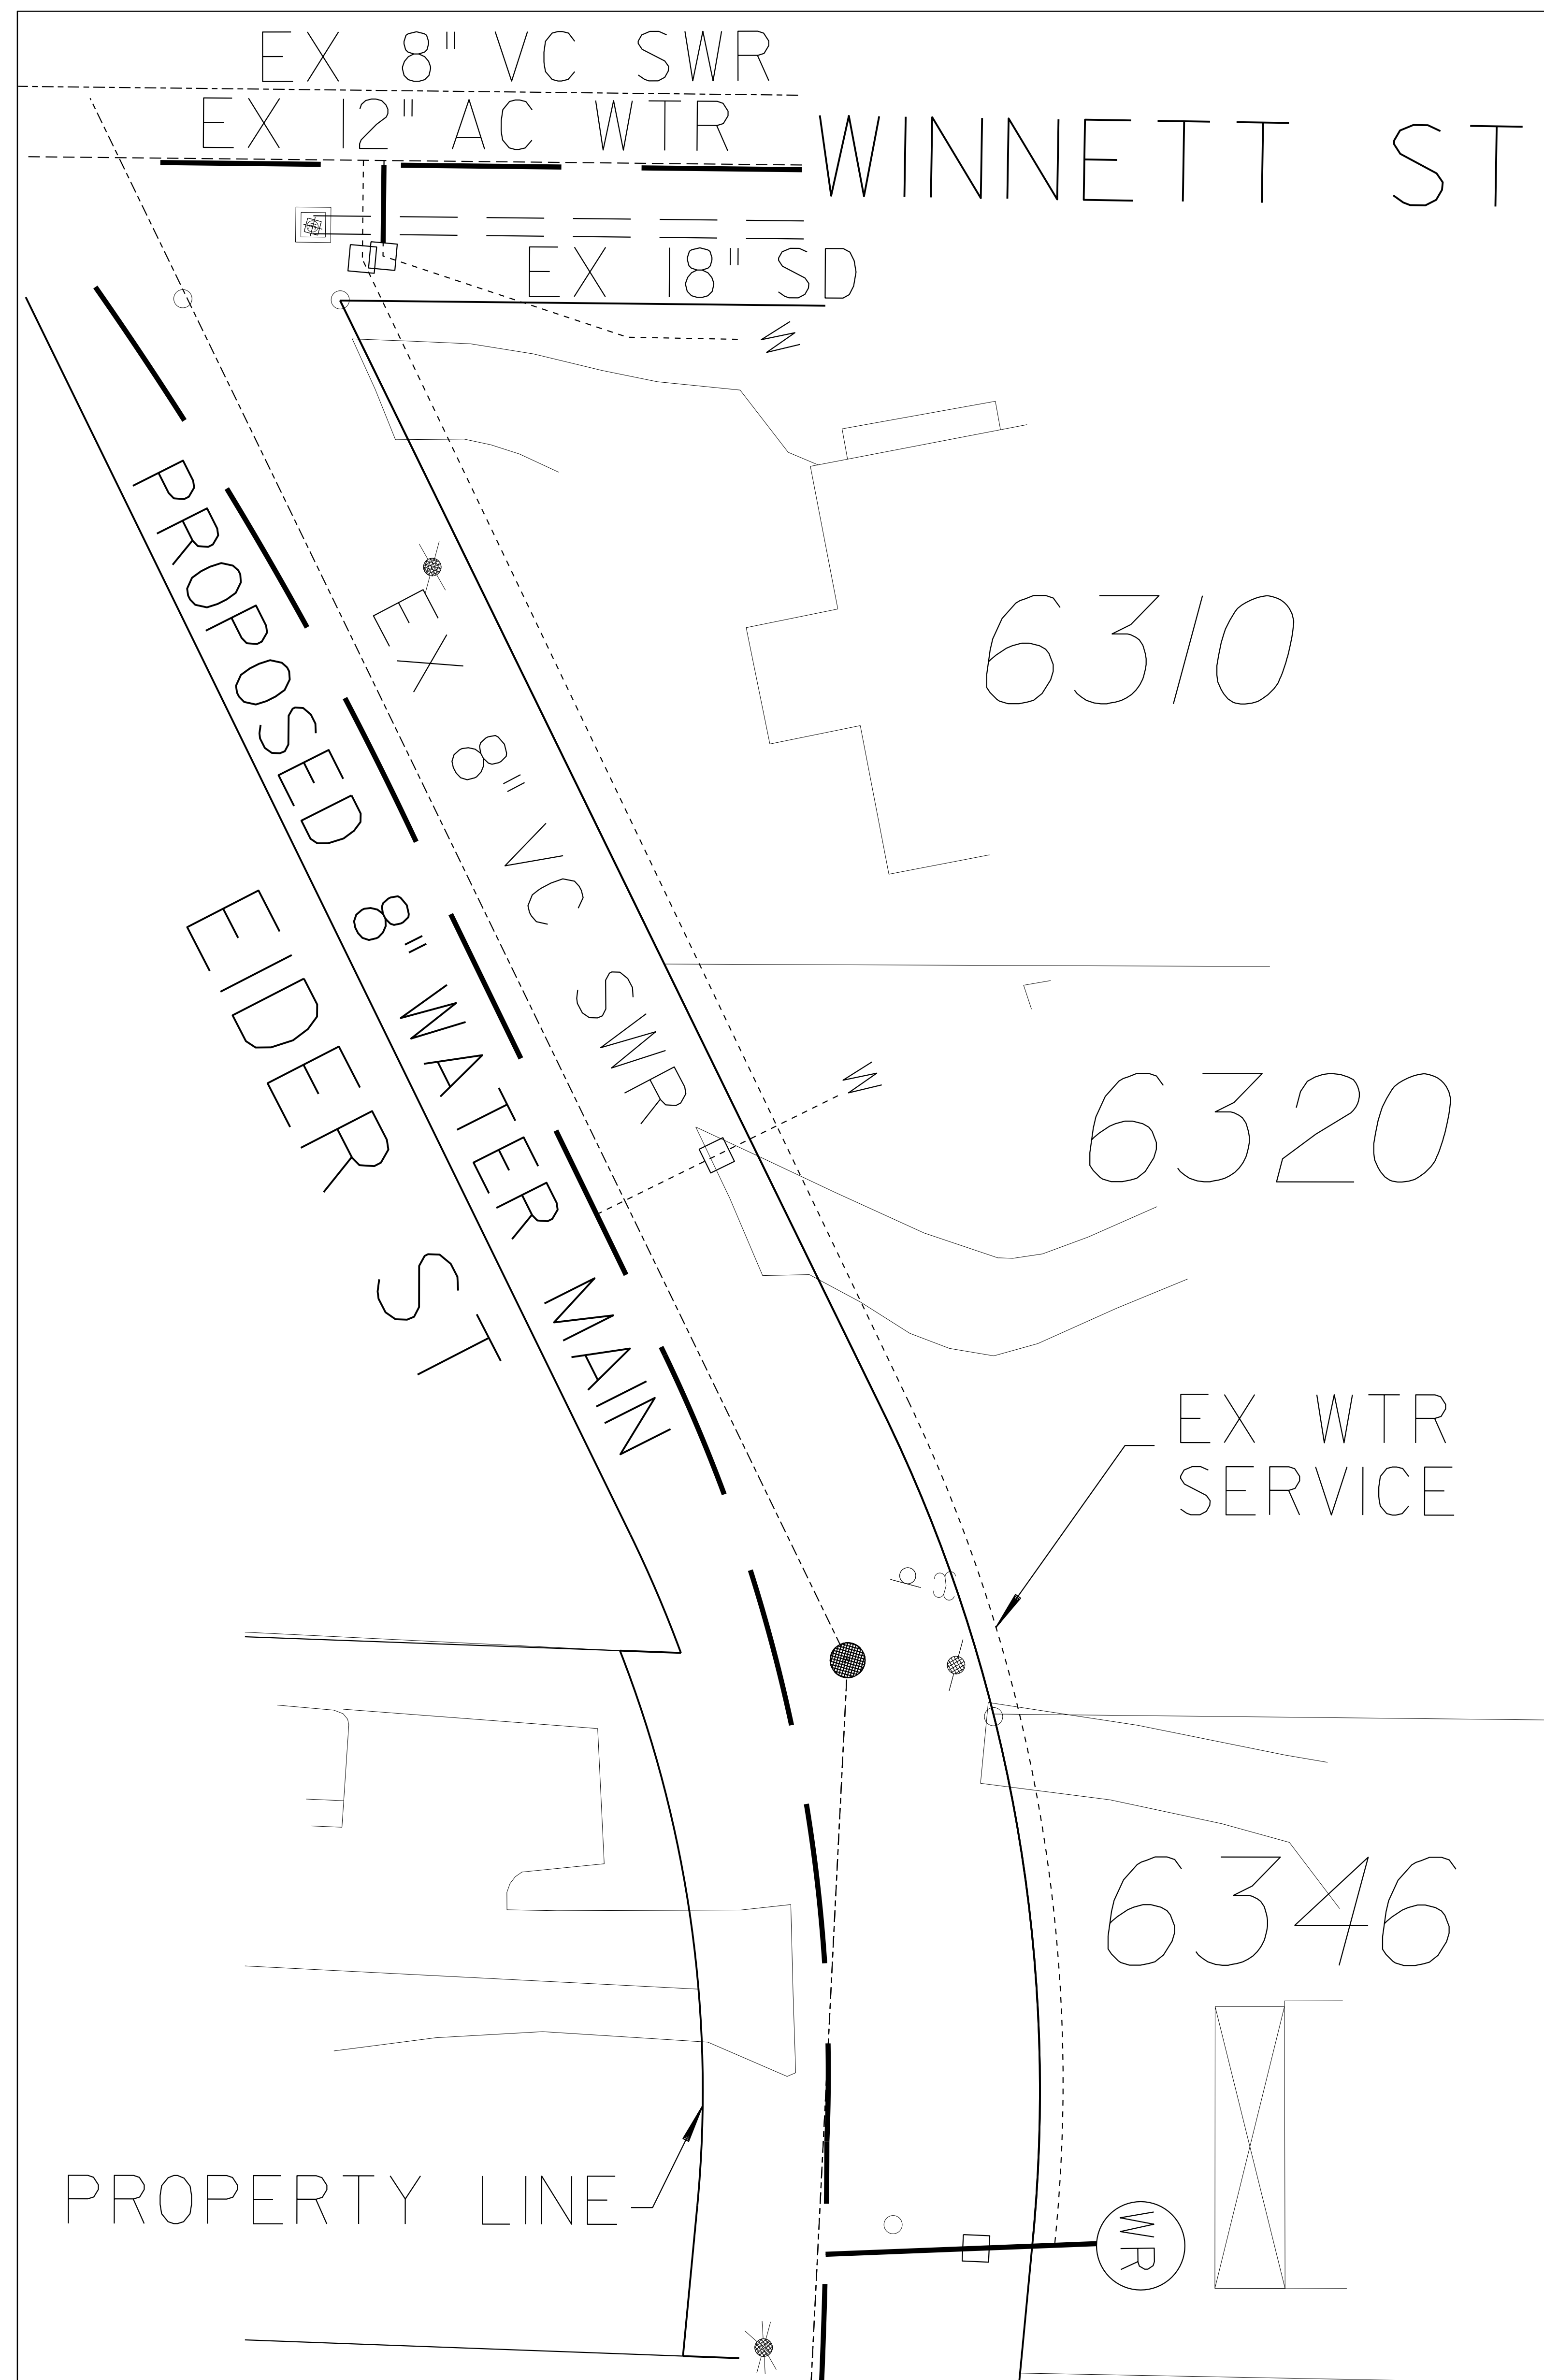 EX 8" VC SWR
EX 12" AC WTR
WINNETT ST
EX 18" SD
W
PROPOSED 8" WATER MAIN
EX 8" VC SWR
6310
EIDER ST
W
6320
EX WTR
SERVICE
6346
PROPERTY LINE
WR